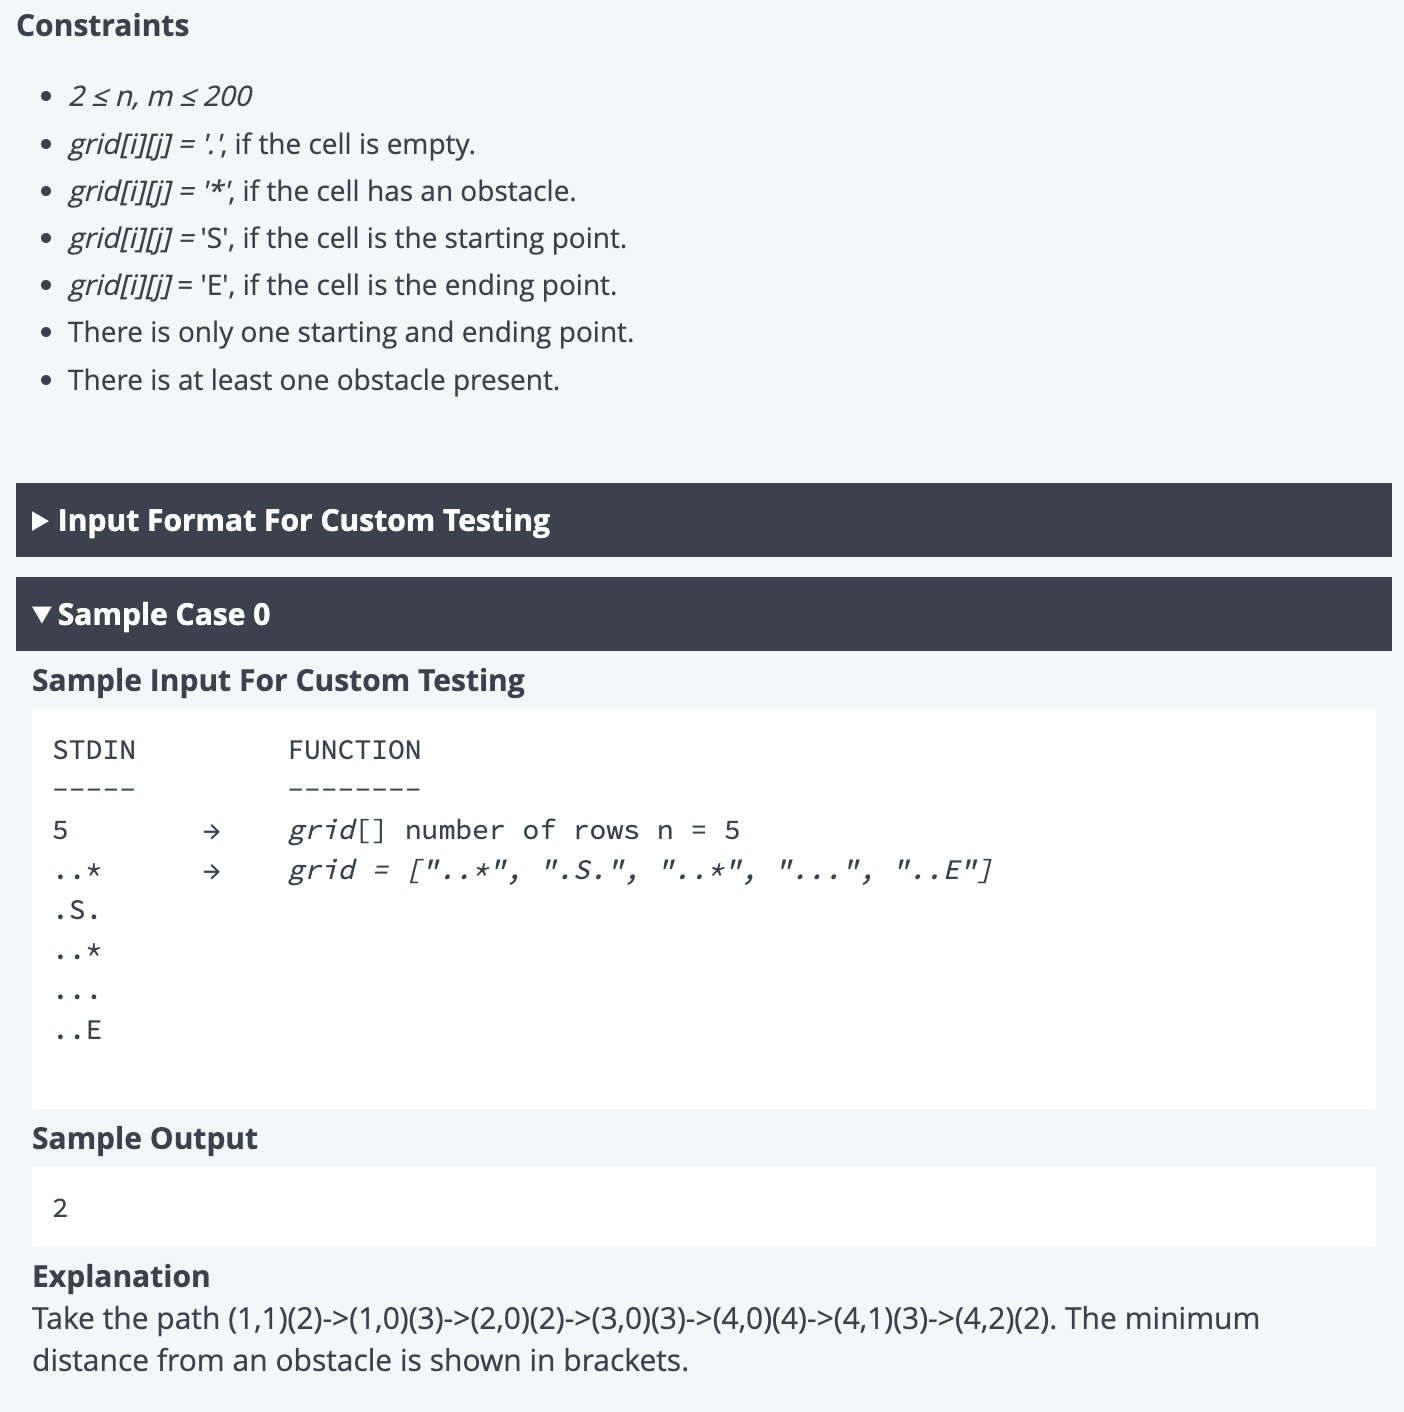 Constraints
• 2 ≤ n, m ≤ 200
• grid[i][j] = '.', if the cell is empty.
• grid[i][j] = '*', if the cell has an obstacle.
• grid[i][j] = 'S', if the cell is the starting point.
• grid[i][j] = 'E', if the cell is the ending point.
• There is only one starting and ending point.
• There is at least one obstacle present.
▶ Input Format For Custom Testing
▼ Sample Case 0
Sample Input For Custom Testing
STDIN FUNCTION
----- --------
5 → grid[] number of rows n = 5
..* → grid = ["..*", ".S.", "..*", "...", "..E"]
.S.
..*
...
..E
Sample Output
2
Explanation
Take the path (1,1)(2)->(1,0)(3)->(2,0)(2)->(3,0)(3)->(4,0)(4)->(4,1)(3)->(4,2)(2). The minimum
distance from an obstacle is shown in brackets.